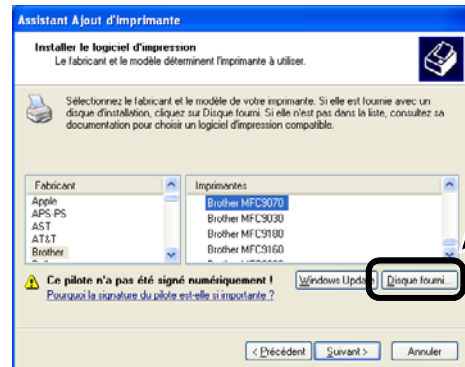 Assistant Ajout d'imprimante
Installer le logiciel d'impression
Le fabricant et le modèle déterminent l'imprimante à utiliser.
Sélectionnez le fabricant et le modèle de votre imprimante. Si elle est fournie avec un
disque d'installation, cliquez sur Disque fourni. Si elle n'est pas dans la liste, consultez sa
documentation pour choisir un logiciel d'impression compatible.
Fabricant
Apple
APS-PS
AST
AT&T
Brother
Imprimantes
Brother MFC9070
Brother MFC9030
Brother MFC9180
Brother MFC9160
Ce pilote n'a pas été signé numériquement !
Pourquoi la signature du pilote est-elle si importante ?
Windows Update
Disque fourni...
< Précédent
Suivant >
Annuler